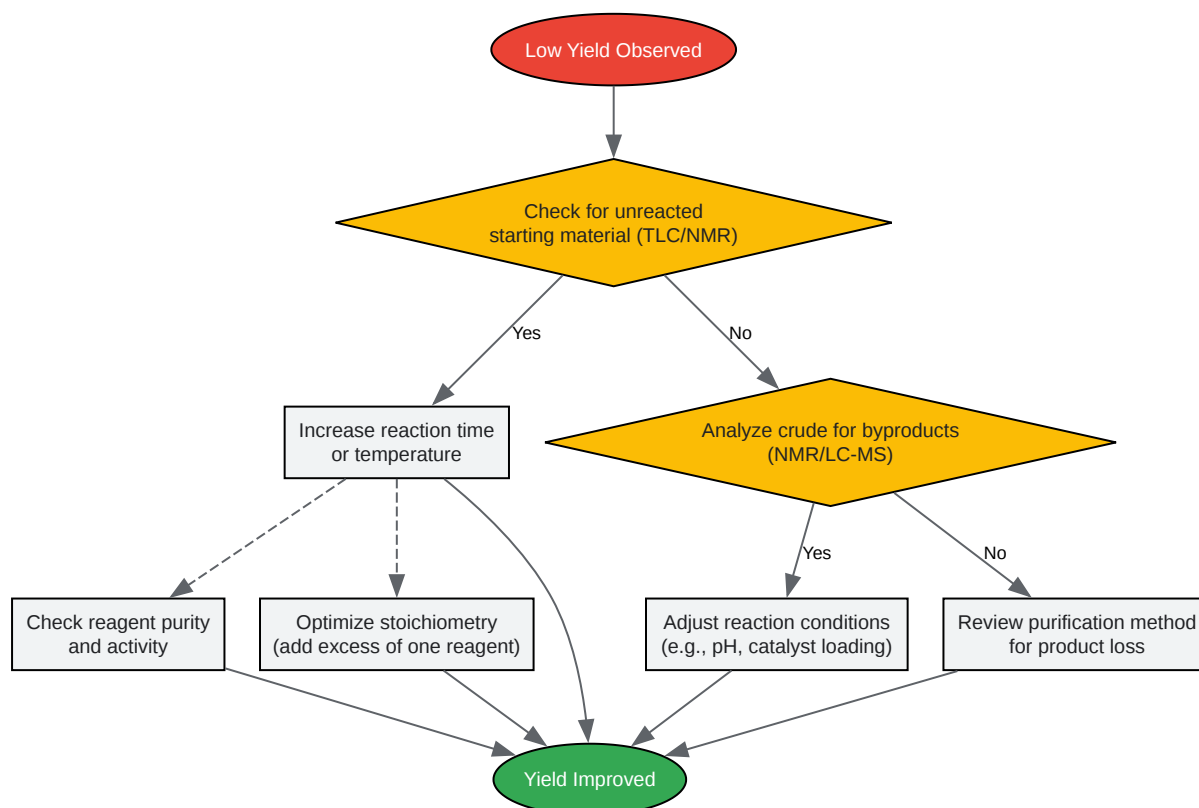 Low Yield Observed
Check for unreacted
starting material (TLC/NMR)
Yes
No
Increase reaction time
or temperature
Analyze crude for byproducts
(NMR/LC-MS)
Yes
No
Check reagent purity
and activity
Optimize stoichiometry
(add excess of one reagent)
Adjust reaction conditions
(e.g., pH, catalyst loading)
Review purification method
for product loss
Yield Improved